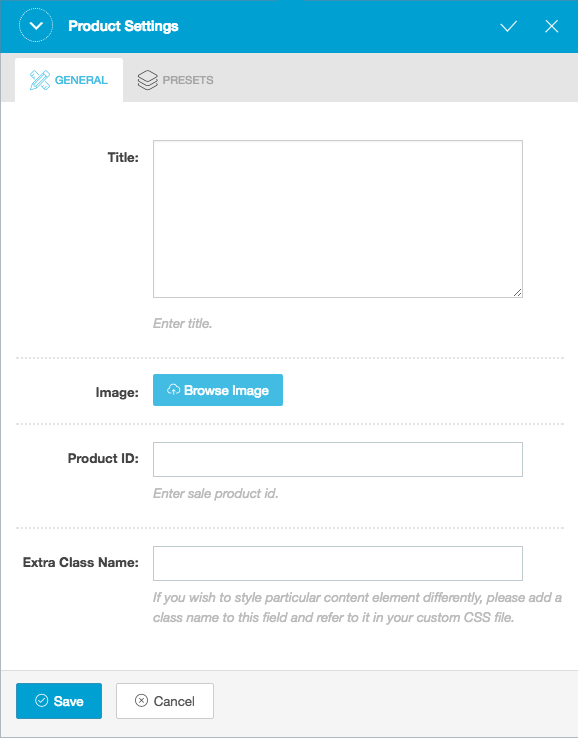 Product Settings
GENERAL PRESETS
Title:
Enter title.
Image: Browse Image
Product ID:
Enter sale product id.
Extra Class Name:
If you wish to style particular content element differently, please add a
class name to this field and refer to it in your custom CSS file.
Save Cancel